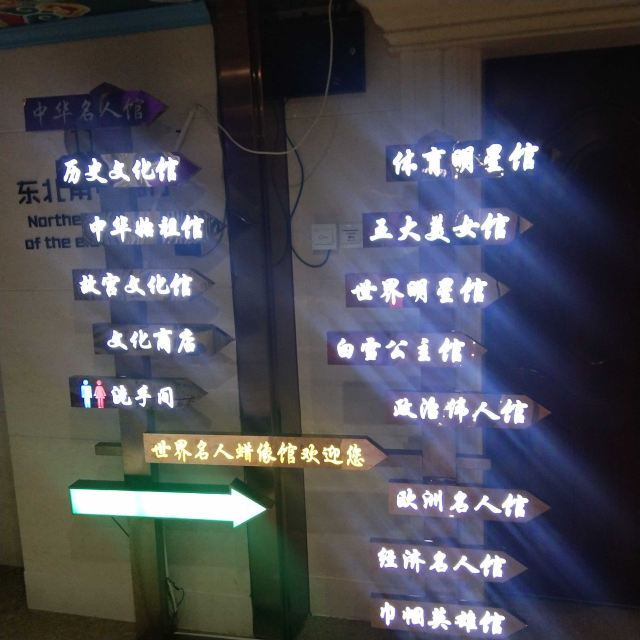 中华名人馆
历史文化馆
东北角
Northe
of the ex
中华始祖馆
故宫文化馆
文化商店
洗手间
世界名人蜡像馆欢迎您
体育明星馆
五大美女馆
世界明星馆
白雪公主馆
政治伟人馆
欧洲名人馆
经济名人馆
巾帼英雄馆